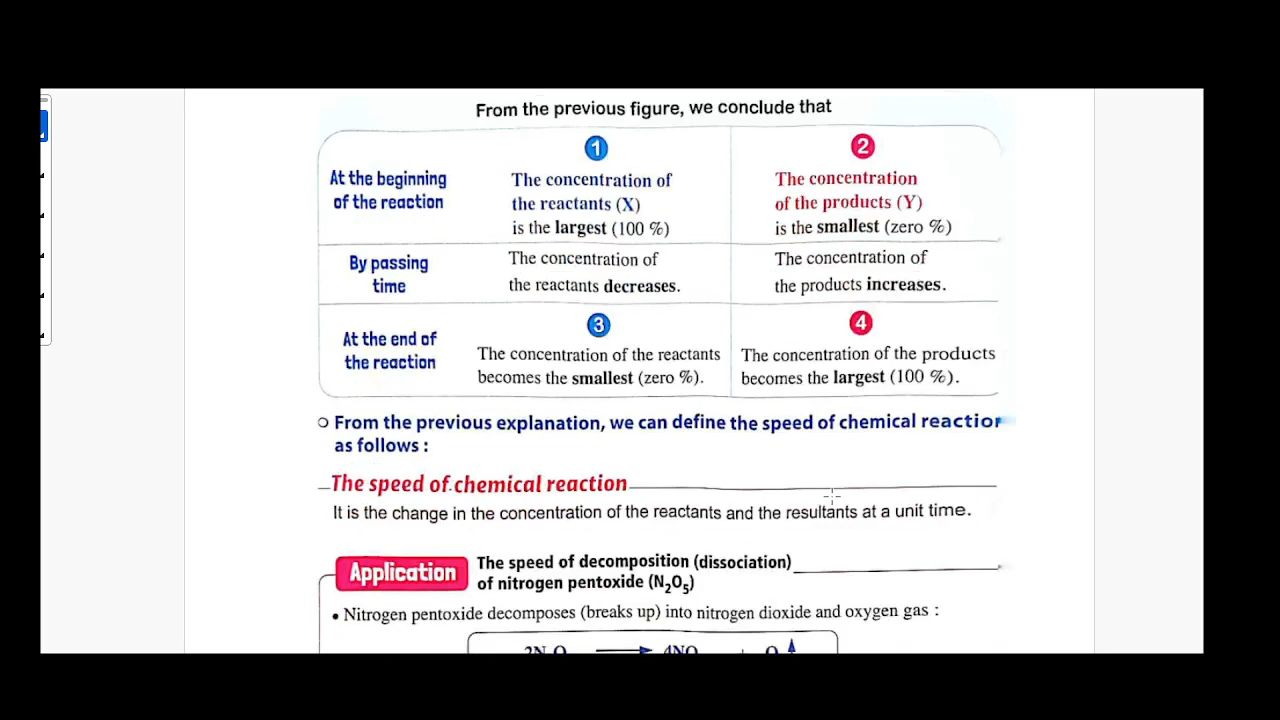 From the previous figure, we conclude that
1
2
At the beginning
of the reaction
The concentration of
the reactants (X)
is the largest (100 %)
The concentration
of the products (Y)
is the smallest (zero %)
By passing
time
The concentration of
the reactants decreases.
The concentration of
the products increases.
3
4
At the end of
the reaction
The concentration of the reactants
becomes the smallest (zero %).
The concentration of the products
becomes the largest (100 %).
From the previous explanation, we can define the speed of chemical reaction
as follows :
The speed of chemical reaction
It is the change in the concentration of the reactants and the resultants at a unit time.
Application
The speed of decomposition (dissociation)
of nitrogen pentoxide (N₂O₅)
• Nitrogen pentoxide decomposes (breaks up) into nitrogen dioxide and oxygen gas :